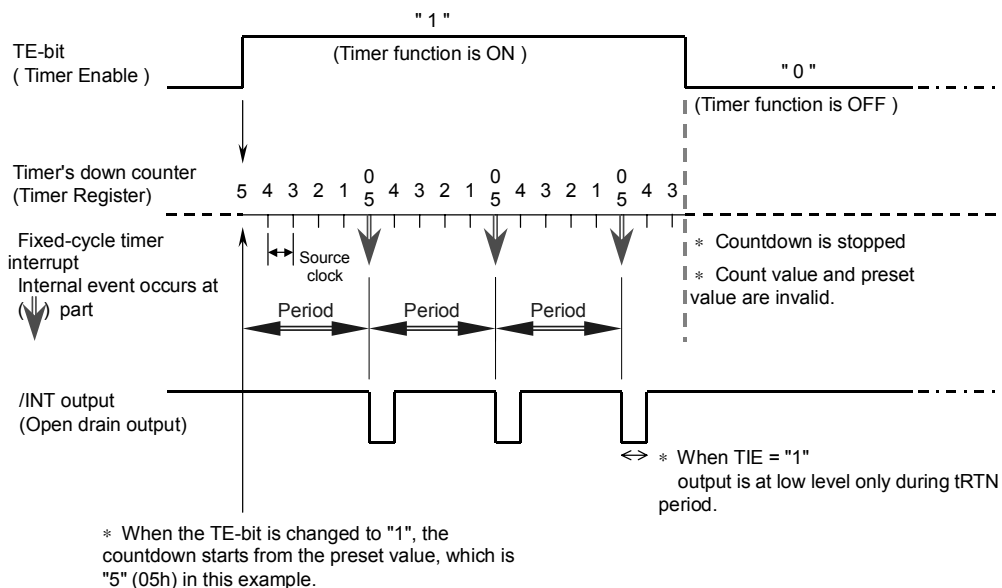 " 1 "
TE-bit
( Timer Enable )
(Timer function is ON )
" 0 "
(Timer function is OFF )
Timer's down counter
(Timer Register)
5 4 3 2 1 0 5 4 3 2 1 0 5 4 3 2 1 0 5 4 3
Fixed-cycle timer
interrupt
Internal event occurs at
( ) part
Source
clock
* Countdown is stopped
* Count value and preset
value are invalid.
Period Period Period
/INT output
(Open drain output)
* When TIE = "1"
output is at low level only during tRTN
period.
* When the TE-bit is changed to "1", the
countdown starts from the preset value, which is
"5" (05h) in this example.